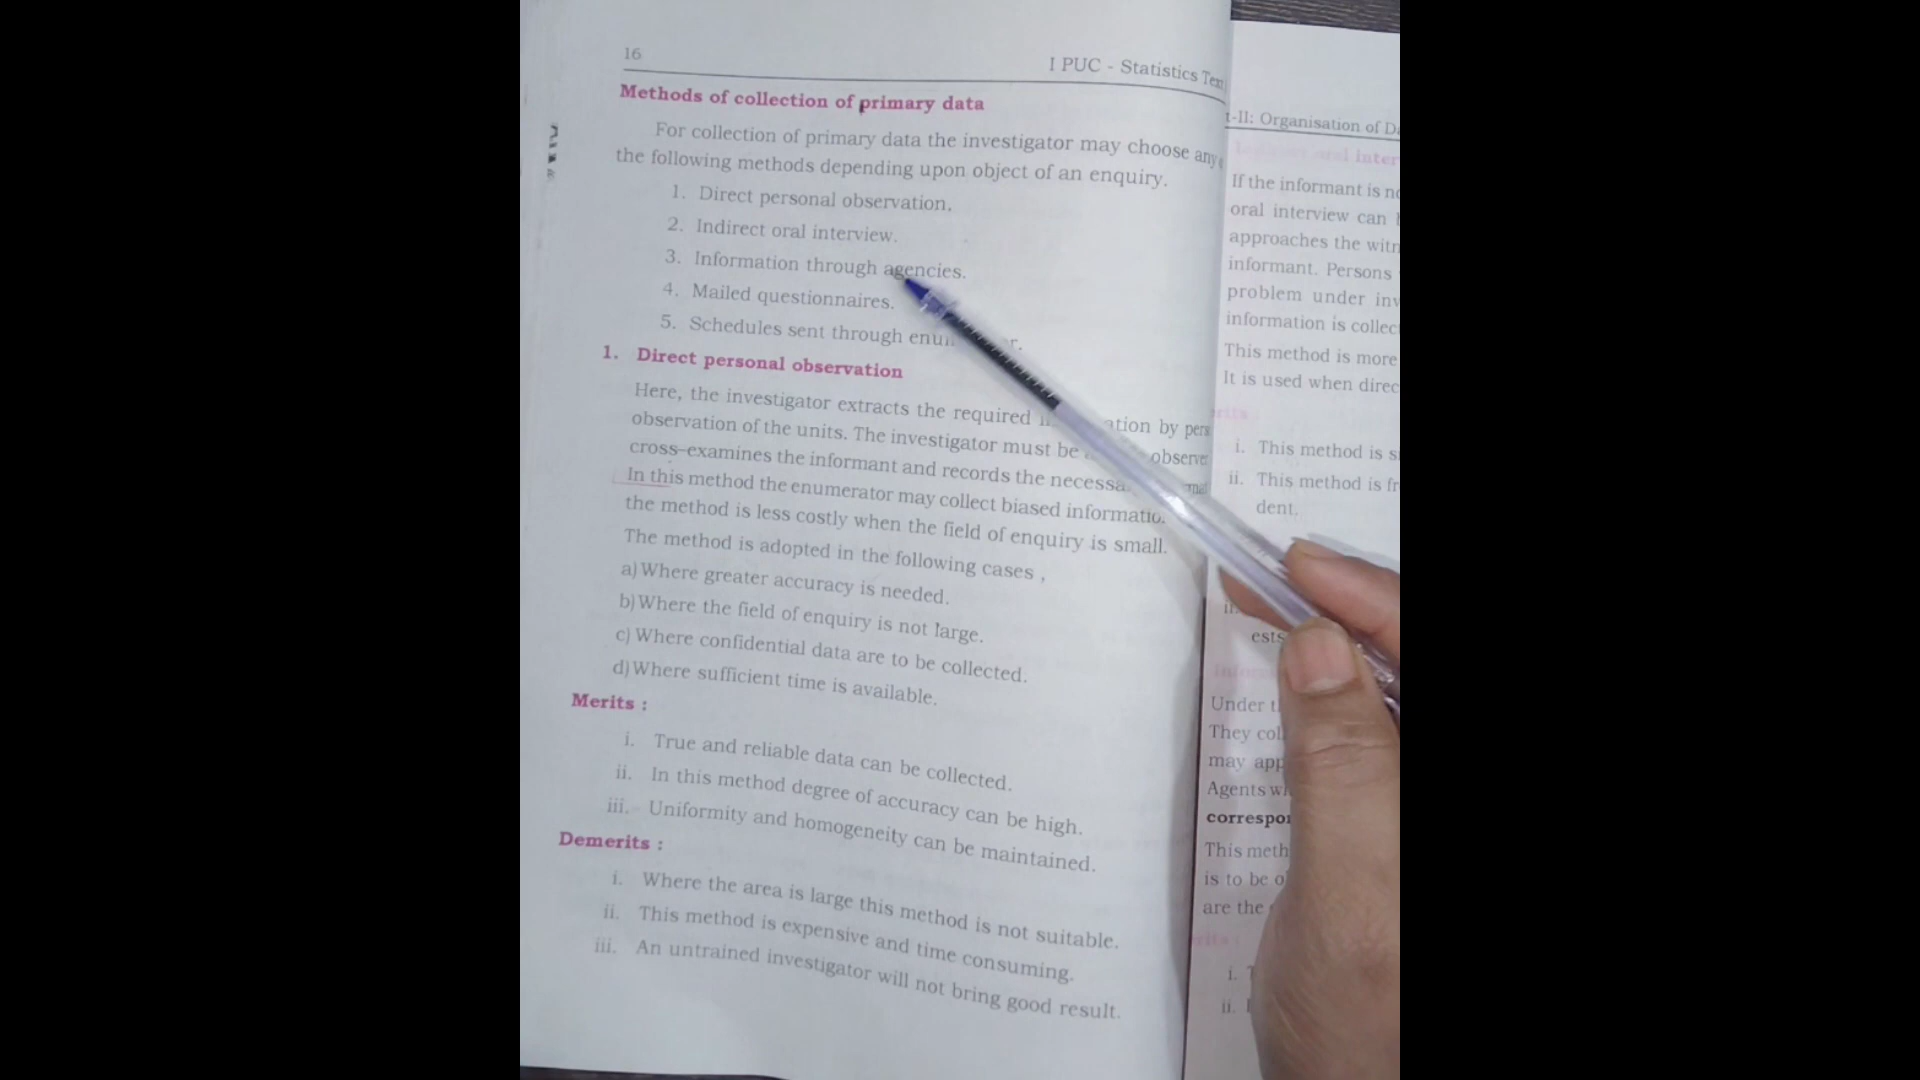 16
I PUC - Statistics
Methods of collection of primary data
For collection of primary data the investigator may choose any
the following methods depending upon object of an enquiry.
1. Direct personal observation.
2. Indirect oral interview.
3. Information through agencies.
4. Mailed questionnaires.
5. Schedules sent through
1. Direct personal observation
Here, the investigator extracts the required by
observation of the units. The investigator must be
cross-examines the informant and records the
In this method the enumerator may collect biased
the method is less costly when the field of enquiry is small.
The method is adopted in the following cases ,
a) Where greater accuracy is needed.
b) Where the field of enquiry is not large.
c) Where confidential data are to be collected.
d) Where sufficient time is available.
Merits :
i. True and reliable data can be collected.
ii. In this method degree of accuracy can be high.
iii. Uniformity and homogeneity can be maintained.
Demerits :
i. Where the area is large this method is not suitable.
ii. This method is expensive and time consuming.
iii. An untrained investigator will not bring good result.
t-II: Organisation of
If the informant is
oral interview can
approaches the
informant. Persons
problem under
information is
This method is more
It is used when
i. This method is
ii. This method is
dent.
Under
They
may
Agents
This
is to be
are the
i.
ii.